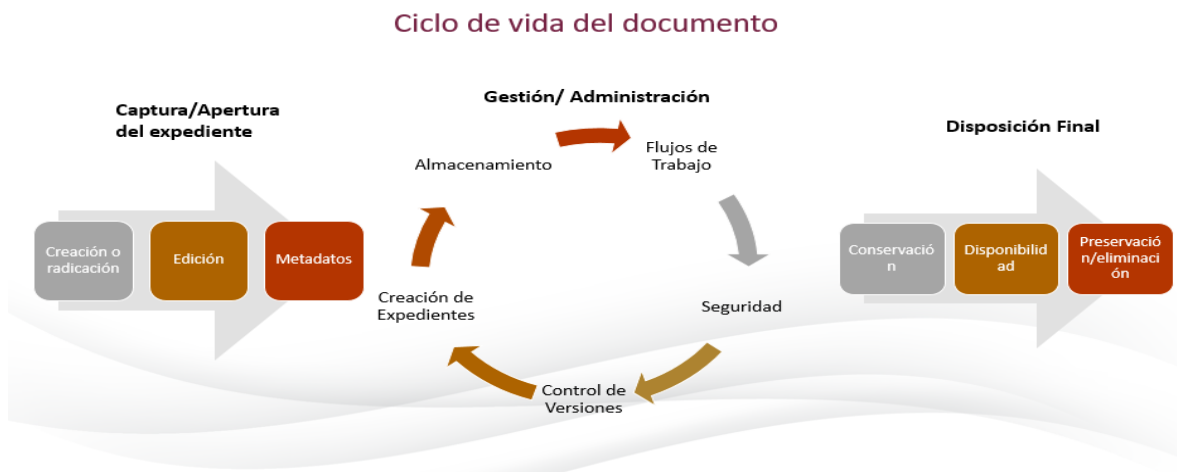 Ciclo de vida del documento
Captura/Apertura
del expediente
Creación o
radicación
Edición
Metadatos
Gestión/ Administración
Almacenamiento
Flujos de
Trabajo
Seguridad
Control de
Versiones
Creación de
Expedientes
Disposición Final
Conservació
n
Disponibilid
ad
Preservació
n/eliminaci
ón